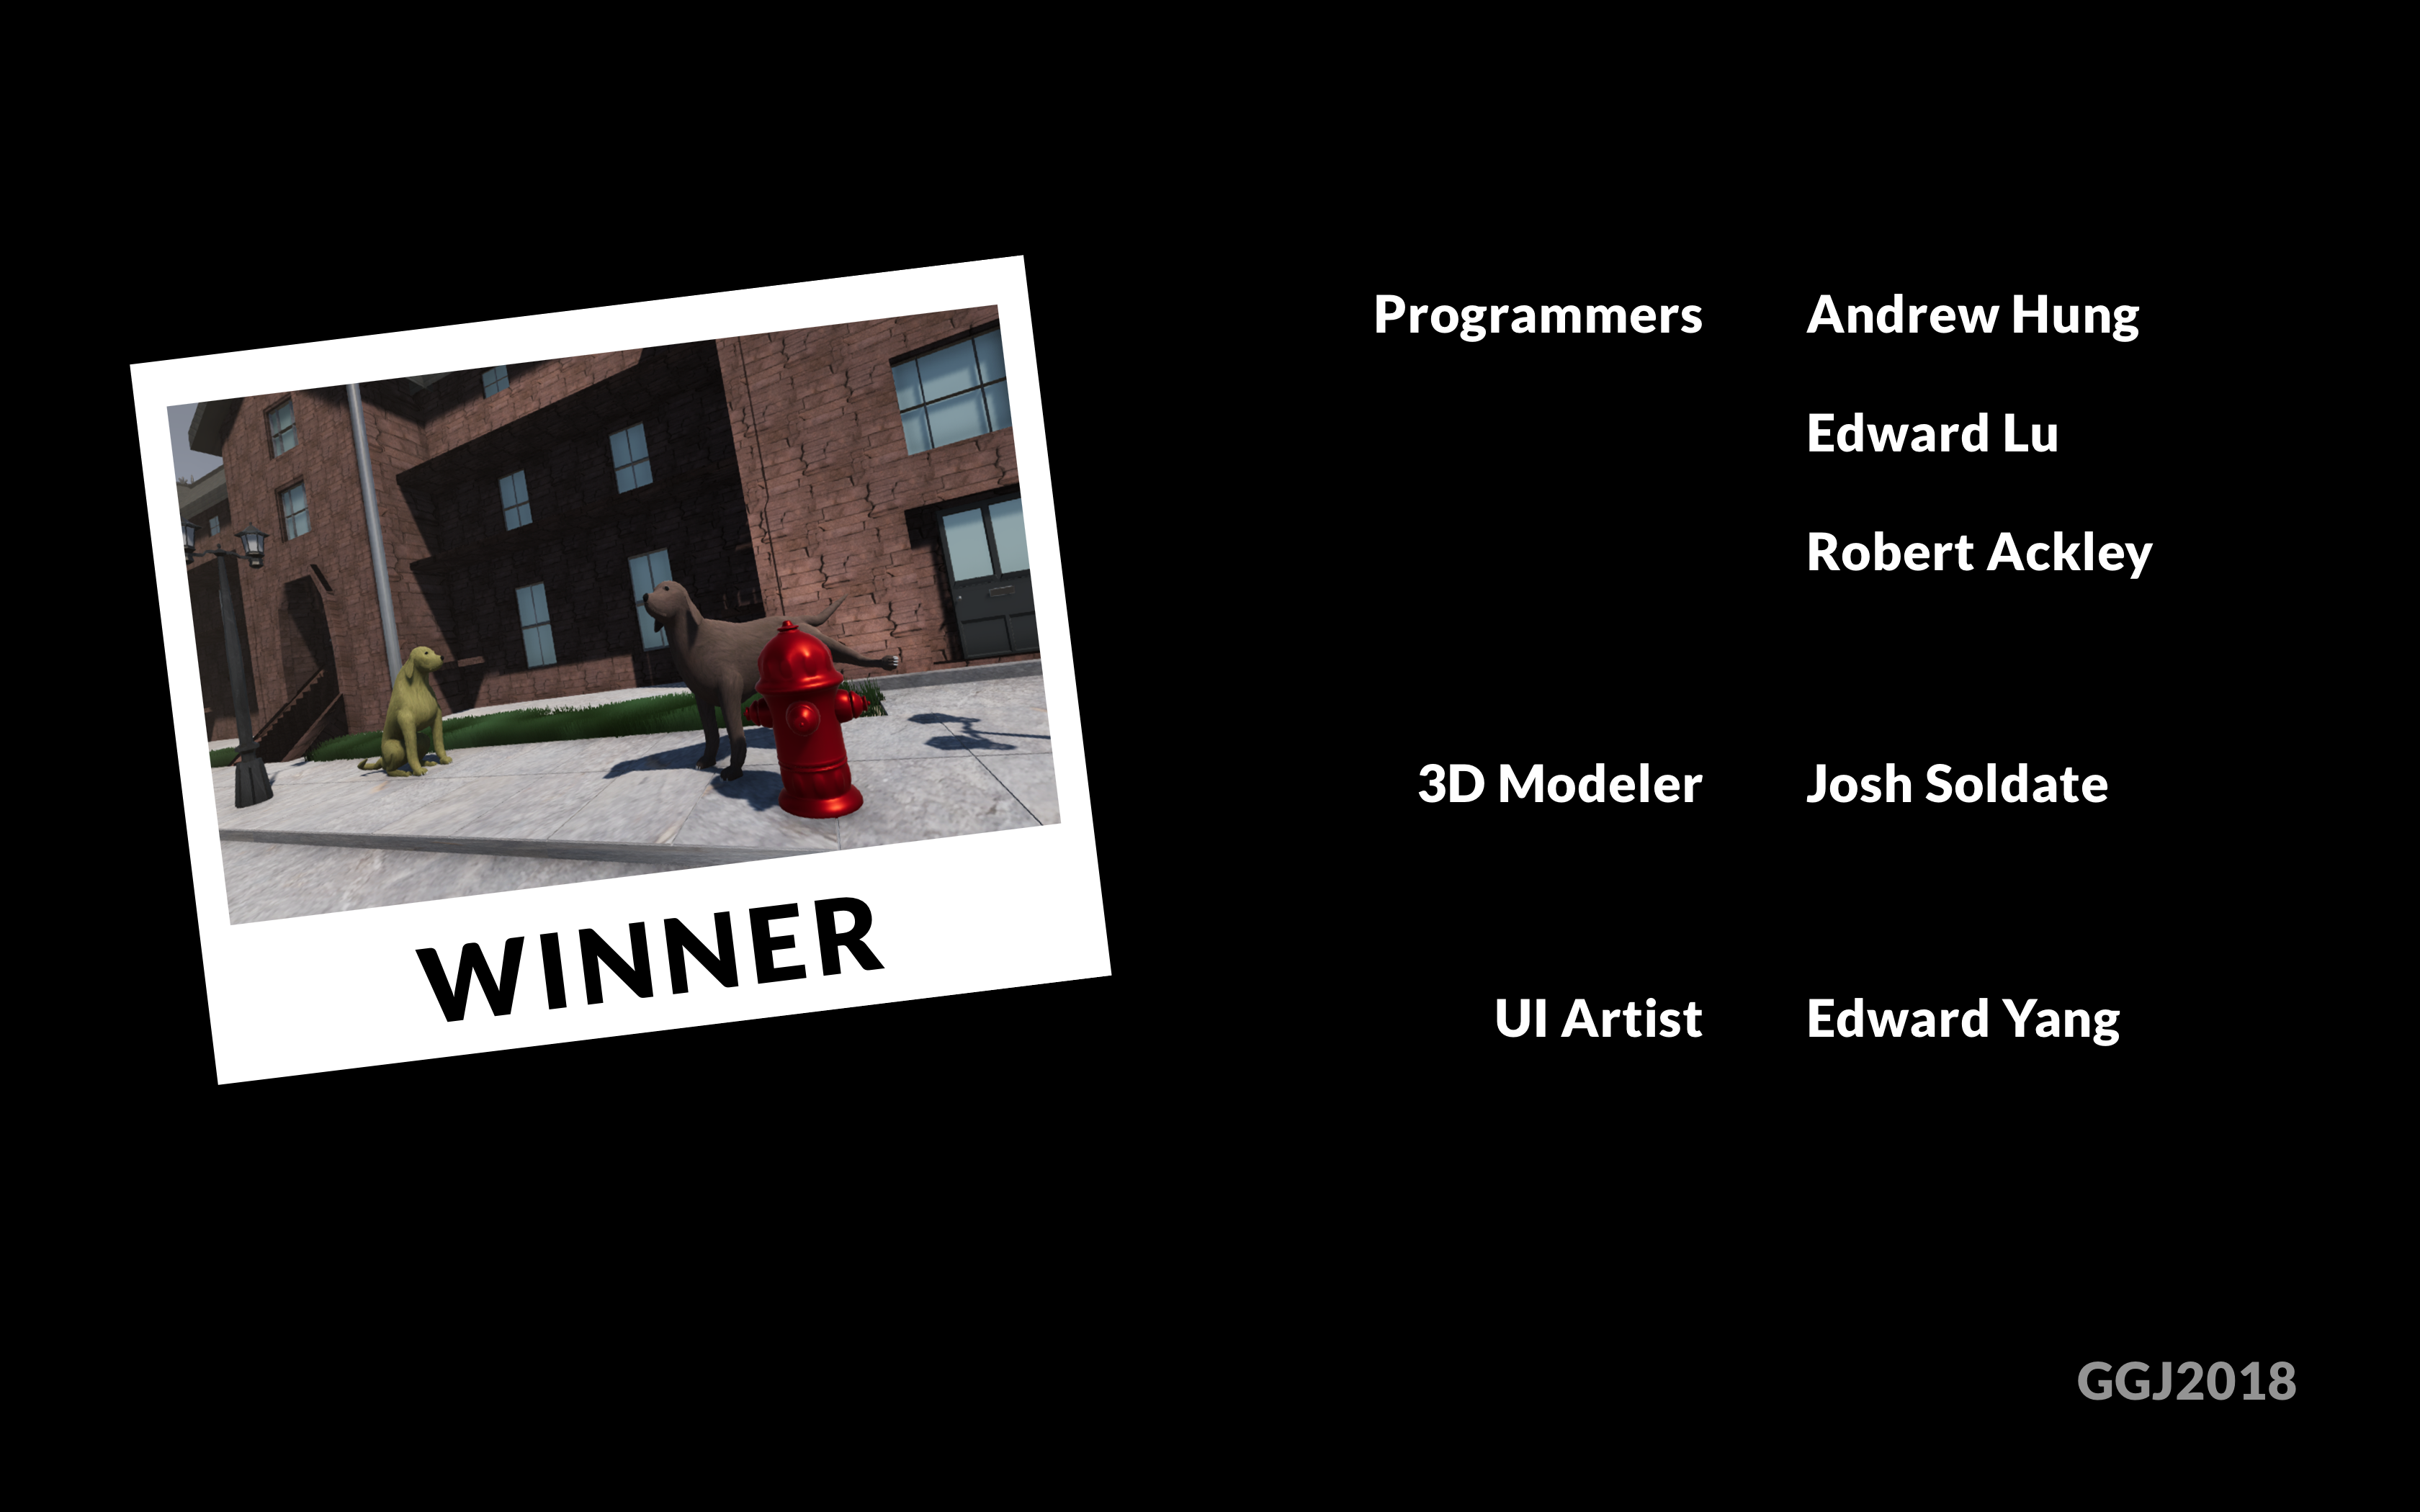 WINNER
Programmers Andrew Hung
Edward Lu
Robert Ackley
3D Modeler Josh Soldate
UI Artist Edward Yang
GGJ2018